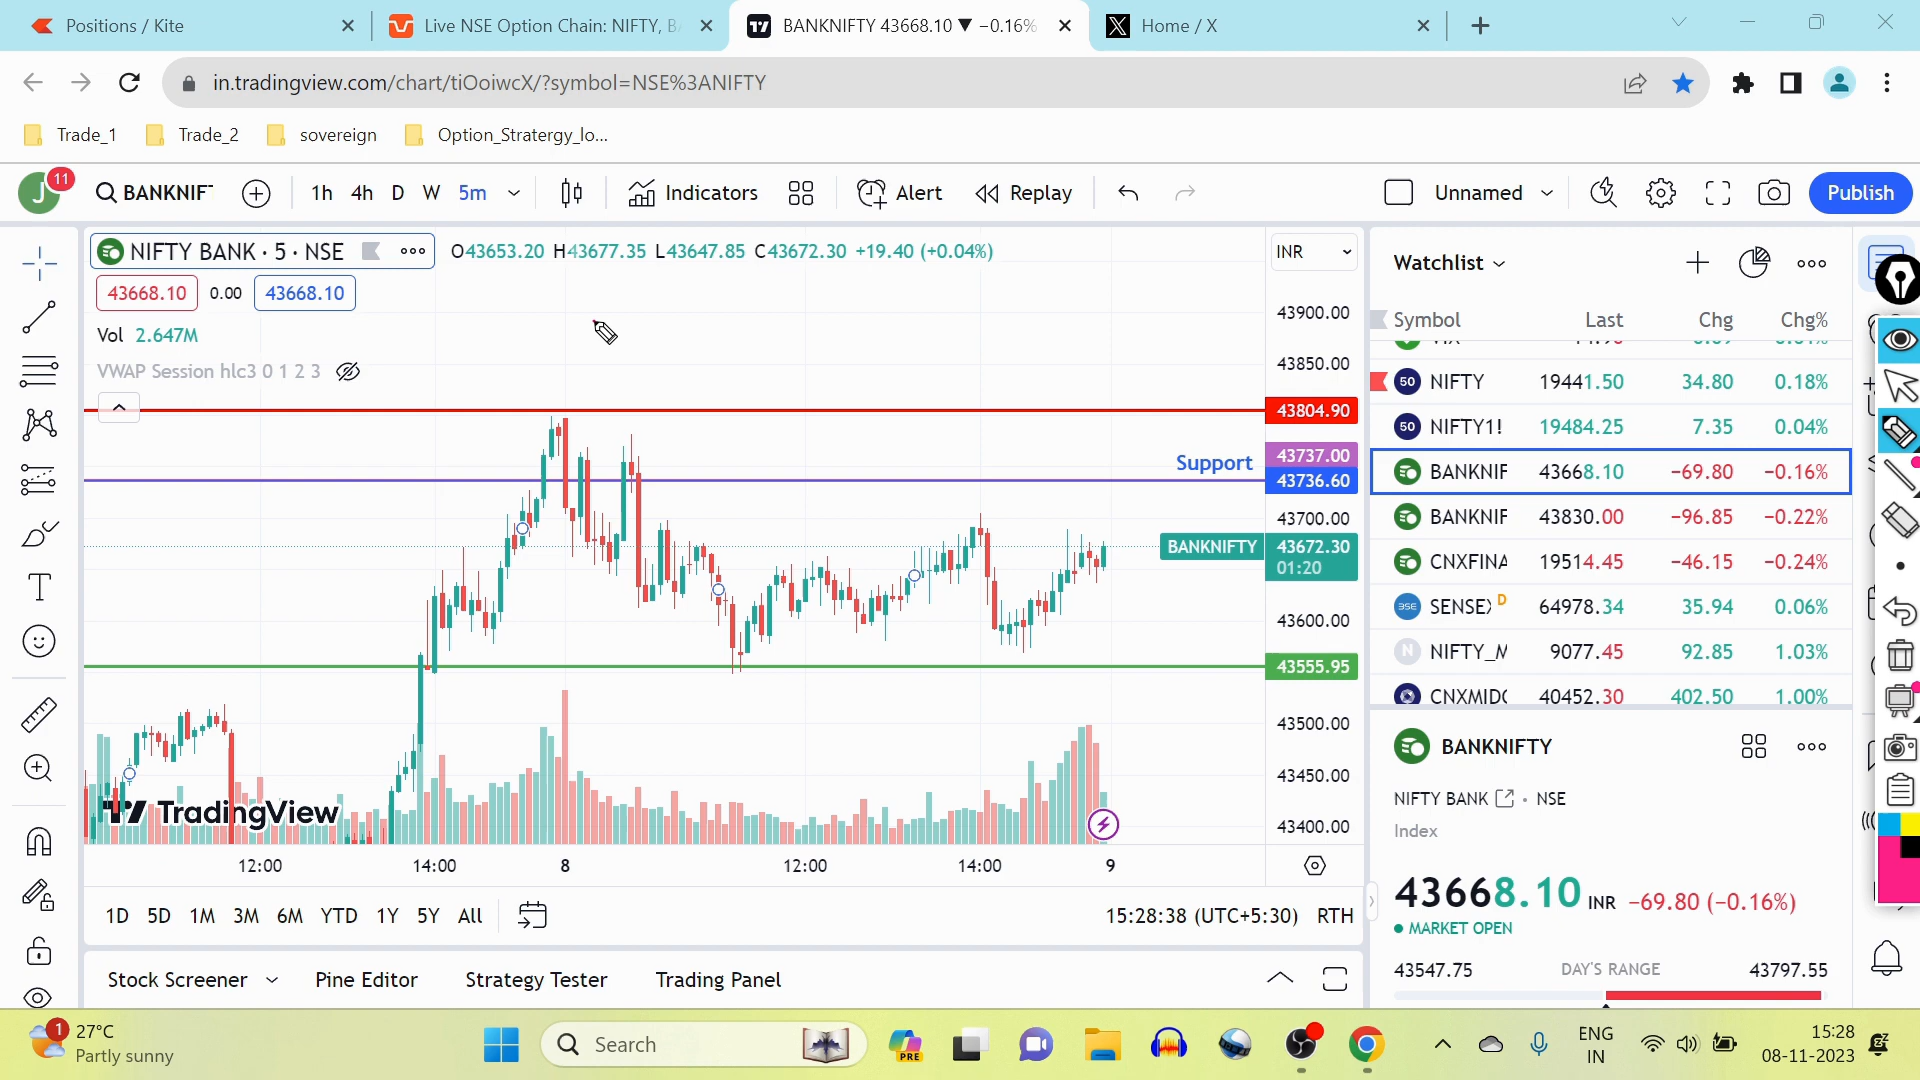 Positions / Kite
Live NSE Option Chain: NIFTY, BA
BANKNIFTY 43668.10 ▼ −0.16%
Home / X
in.tradingview.com/chart/tiOoiwcX/?symbol=NSE%3ANIFTY
Trade_1
Trade_2
sovereign
Option_Stratergy_lo...
J
11
BANKNIF
1h
4h
D
W
5m
Indicators
Alert
Replay
Unnamed
Publish
NIFTY BANK · 5 · NSE
O43653.20 H43677.35 L43647.85 C43672.30 +19.40 (+0.04%)
INR
43668.10
0.00
43668.10
Vol 2.647M
VWAP Session hlc3 0 1 2 3
43900.00
43850.00
43804.90
Support
43737.00
43736.60
43700.00
BANKNIFTY
43672.30
01:20
43600.00
43555.95
43500.00
43450.00
43400.00
TradingView
12:00
14:00
8
12:00
14:00
9
1D
5D
1M
3M
6M
YTD
1Y
5Y
All
15:28:38 (UTC+5:30)
RTH
Stock Screener
Pine Editor
Strategy Tester
Trading Panel
Watchlist
Symbol Last Chg Chg%
50 NIFTY 19441.50 34.80 0.18%
50 NIFTY1! 19484.25 7.35 0.04%
BANKNIF 43668.10 −69.80 −0.16%
BANKNIF 43830.00 −96.85 −0.22%
CNXFINA 19514.45 −46.15 −0.24%
BSE SENSEX D 64978.34 35.94 0.06%
N NIFTY_M 9077.45 92.85 1.03%
CNXMIDC 40452.30 402.50 1.00%
BANKNIFTY
NIFTY BANK · NSE
Index
43668.10 INR −69.80 (−0.16%)
MARKET OPEN
43547.75 DAY'S RANGE 43797.55
1
27°C
Partly sunny
Search
PRE
ENG
IN
15:28
08-11-2023